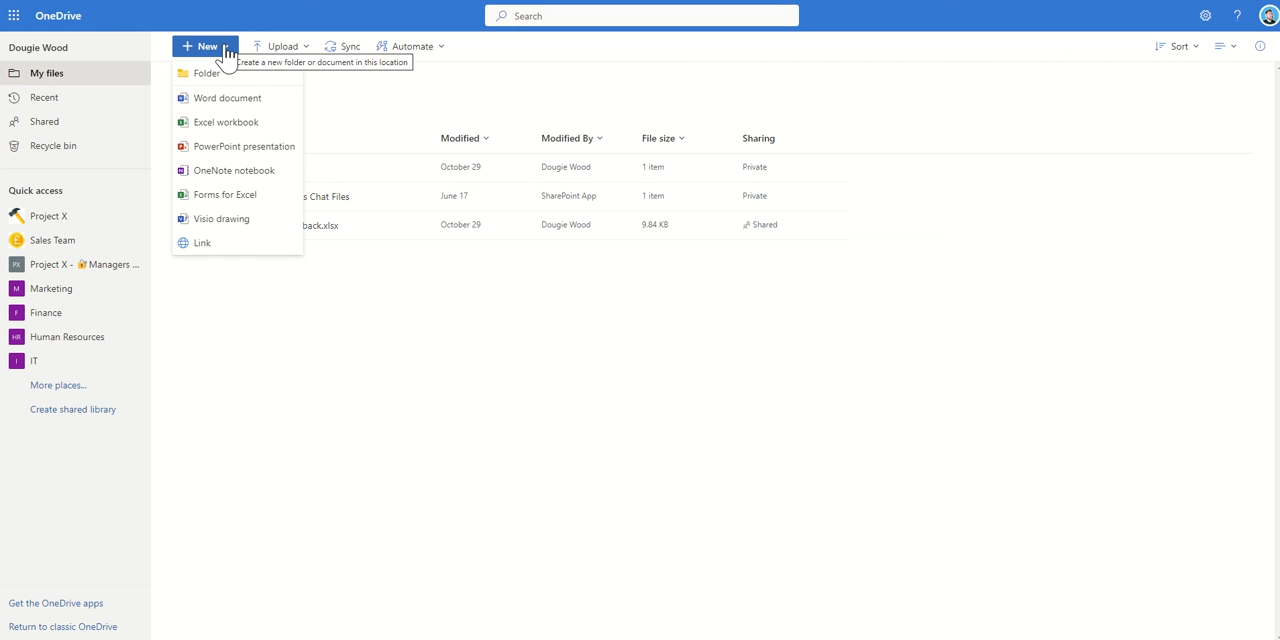 OneDrive
Search
?
Dougie Wood
New
Upload
Sync
Automate
Sort
Create a new folder or document in this location
My files
Recent
Shared
Recycle bin
Quick access
Project X
Sales Team
PX Project X - 🔐Managers ...
M Marketing
F Finance
HR Human Resources
I IT
More places...
Create shared library
Get the OneDrive apps
Return to classic OneDrive
Folder
Word document
Excel workbook
PowerPoint presentation
OneNote notebook
Forms for Excel
Visio drawing
Link
Modified Modified By File size Sharing
October 29 Dougie Wood 1 item Private
s Chat Files June 17 SharePoint App 1 item Private
back.xlsx October 29 Dougie Wood 9.84 KB Shared